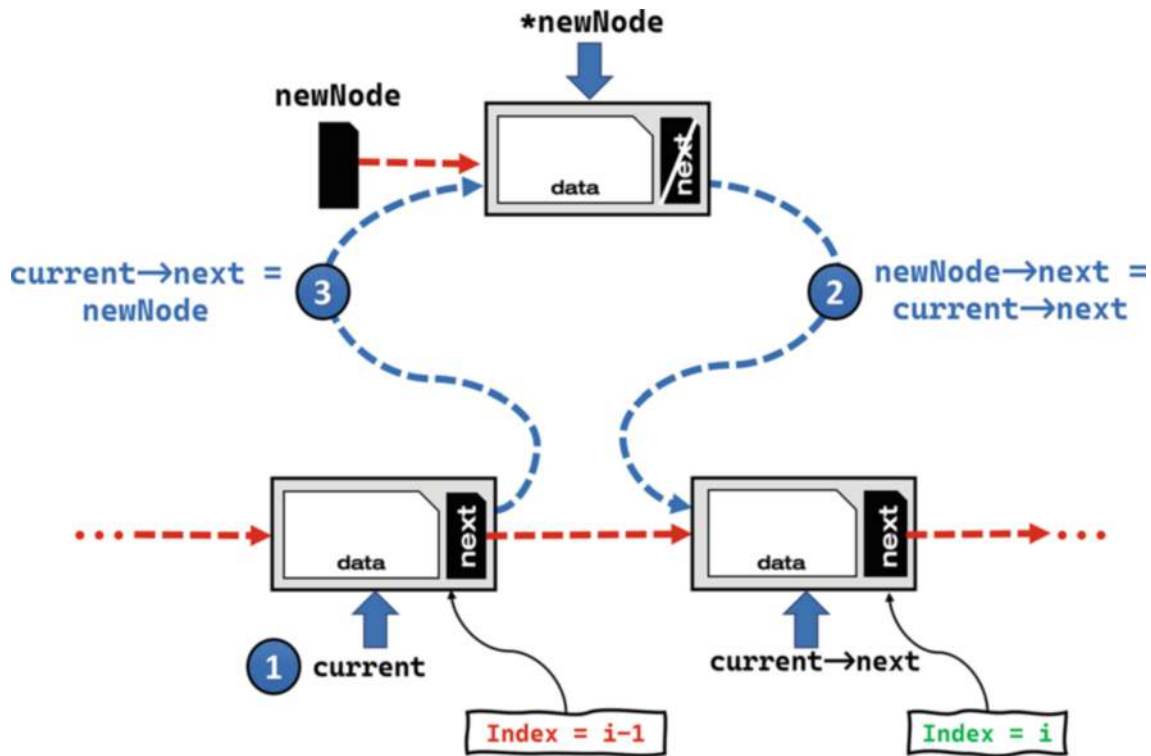 *newNode
newNode
data
next
current→next =
newNode
3
2
newNode→next =
current→next
data
next
data
next
1
current
current→next
Index = i-1
Index = i